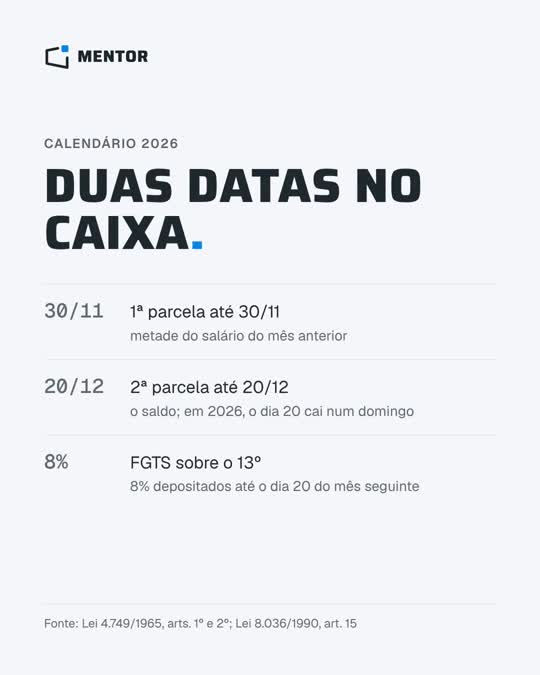 MENTOR
CALENDÁRIO 2026
DUAS DATAS NO
CAIXA.
30/11
1ª parcela até 30/11
metade do salário do mês anterior
20/12
2ª parcela até 20/12
o saldo; em 2026, o dia 20 cai num domingo
8%
FGTS sobre o 13º
8% depositados até o dia 20 do mês seguinte
Fonte: Lei 4.749/1965, arts. 1º e 2º; Lei 8.036/1990, art. 15